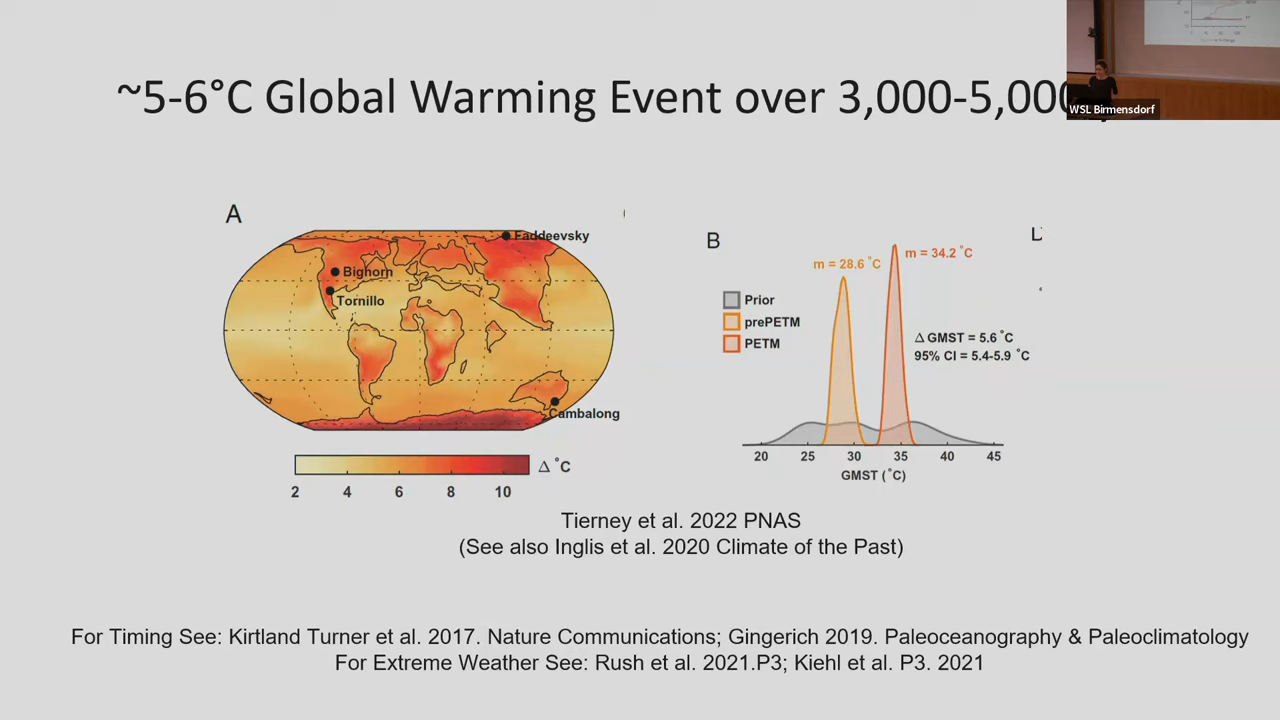 ~5-6°C Global Warming Event over 3,000-5,000
WSL Birmensdorf
A
Faddeevsky
Bighorn
Tornillo
Cambalong
Δ °C
2 4 6 8 10
B
m = 28.6 °C
m = 34.2 °C
Prior
prePETM
PETM
Δ GMST = 5.6 °C
95% CI = 5.4-5.9 °C
20 25 30 35 40 45
GMST (°C)
Tierney et al. 2022 PNAS
(See also Inglis et al. 2020 Climate of the Past)
For Timing See: Kirtland Turner et al. 2017. Nature Communications; Gingerich 2019. Paleoceanography & Paleoclimatology
For Extreme Weather See: Rush et al. 2021.P3; Kiehl et al. P3. 2021